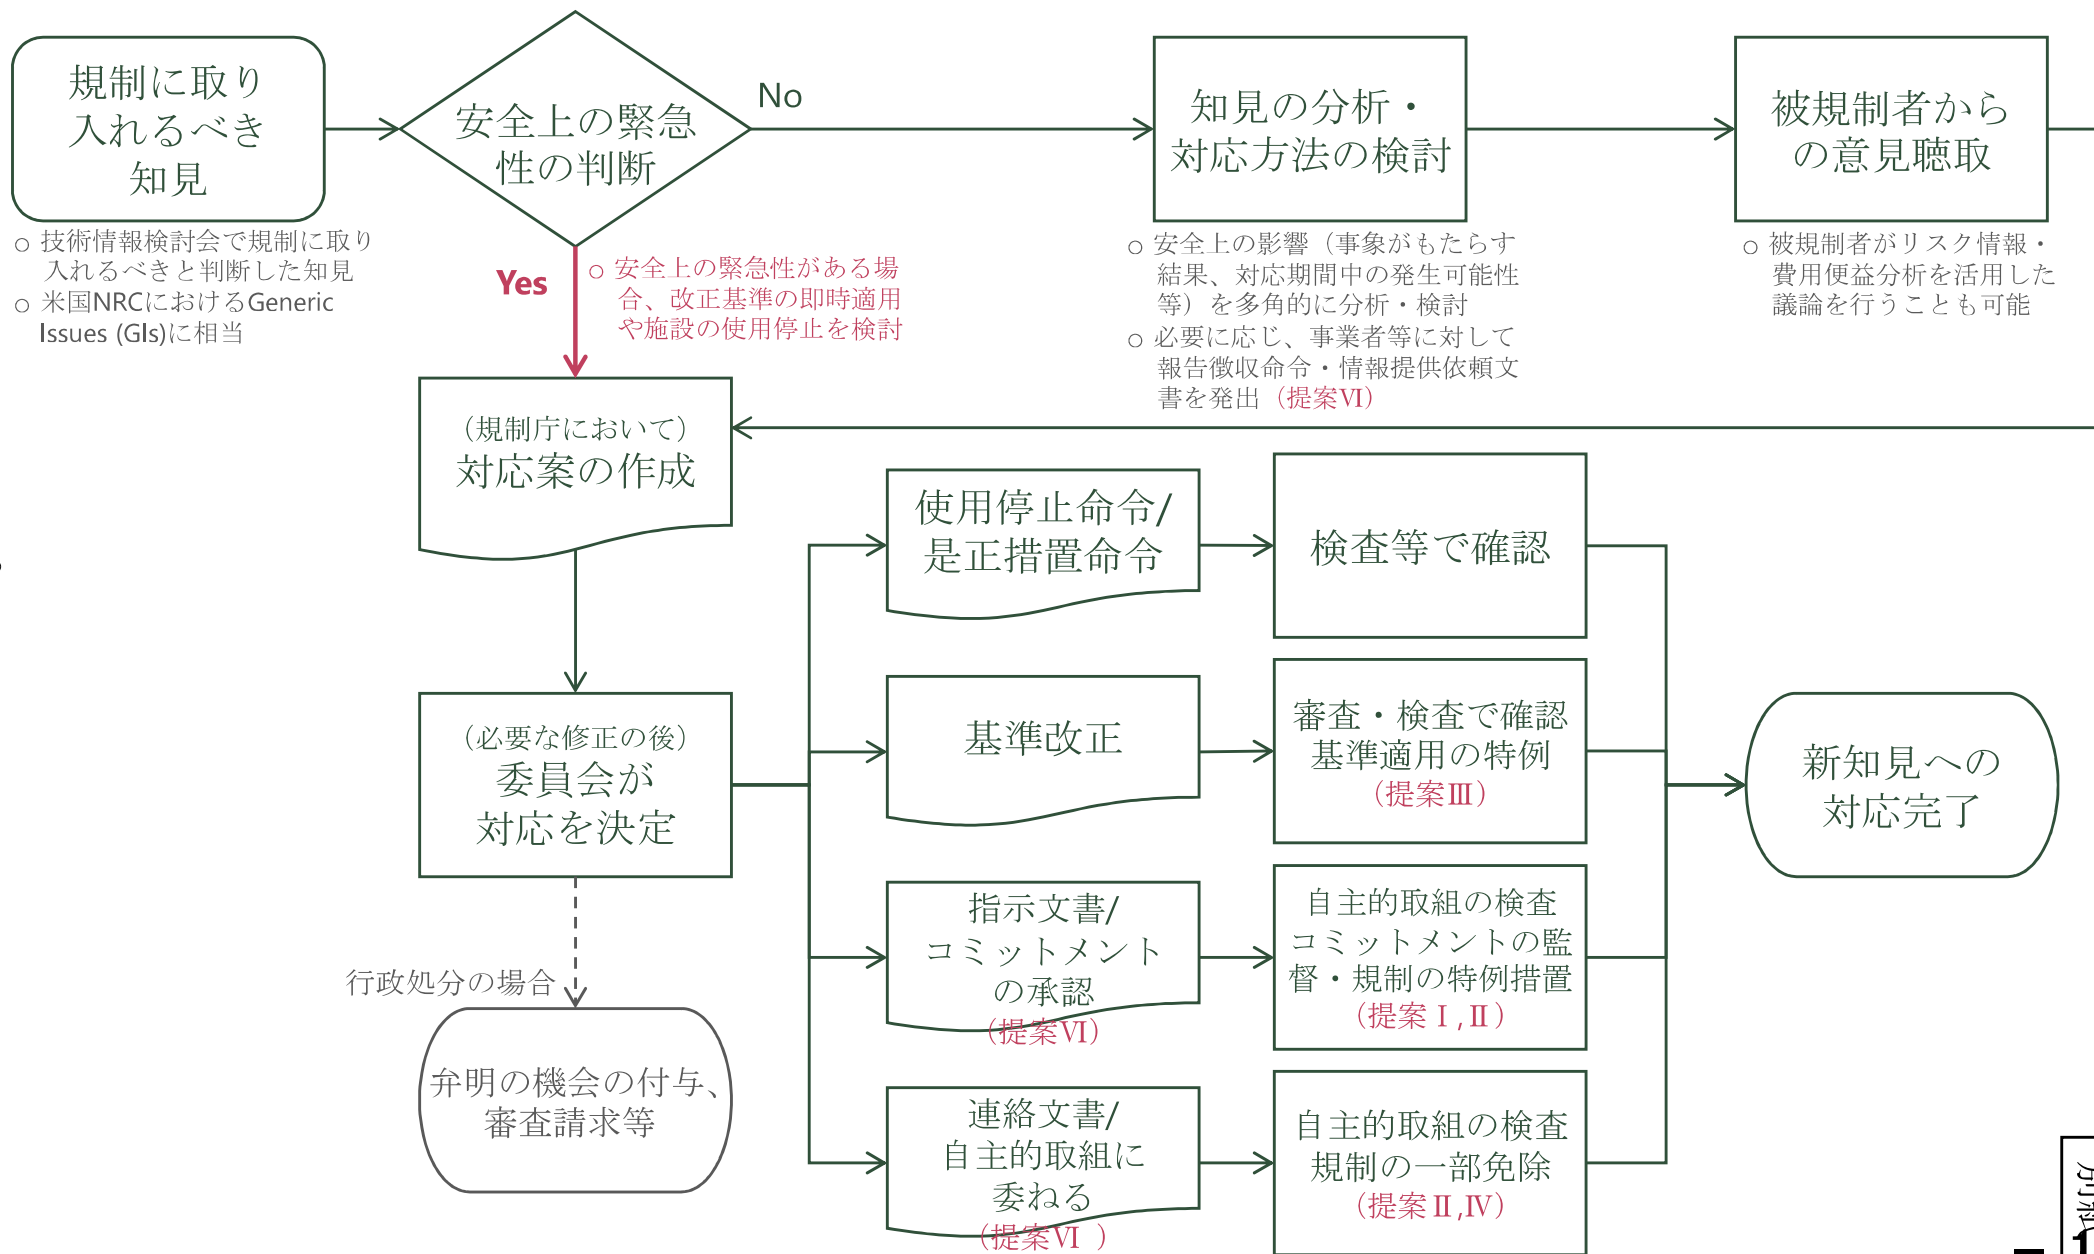 規制に取り
入れるべき
知見
○ 技術情報検討会で規制に取り
入れるべきと判断した知見
○ 米国NRCにおけるGeneric
Issues (GIs)に相当
安全上の緊急
性の判断
No
Yes
○ 安全上の緊急性がある場
合、改正基準の即時適用
や施設の使用停止を検討
知見の分析・
対応方法の検討
○ 安全上の影響（事象がもたらす
結果、対応期間中の発生可能性
等）を多角的に分析・検討
○ 必要に応じ、事業者等に対して
報告徴収命令・情報提供依頼文
書を発出（提案Ⅵ）
被規制者から
の意見聴取
○ 被規制者がリスク情報・
費用便益分析を活用した
議論を行うことも可能
（規制庁において）
対応案の作成
（必要な修正の後）
委員会が
対応を決定
行政処分の場合
弁明の機会の付与、
審査請求等
使用停止命令/
是正措置命令
検査等で確認
基準改正
審査・検査で確認
基準適用の特例
（提案Ⅲ）
指示文書/
コミットメント
の承認
（提案Ⅵ）
自主的取組の検査
コミットメントの監
督・規制の特例措置
（提案Ⅰ,Ⅱ）
連絡文書/
自主的取組に
委ねる
（提案Ⅵ ）
自主的取組の検査
規制の一部免除
（提案Ⅱ,Ⅳ）
新知見への
対応完了